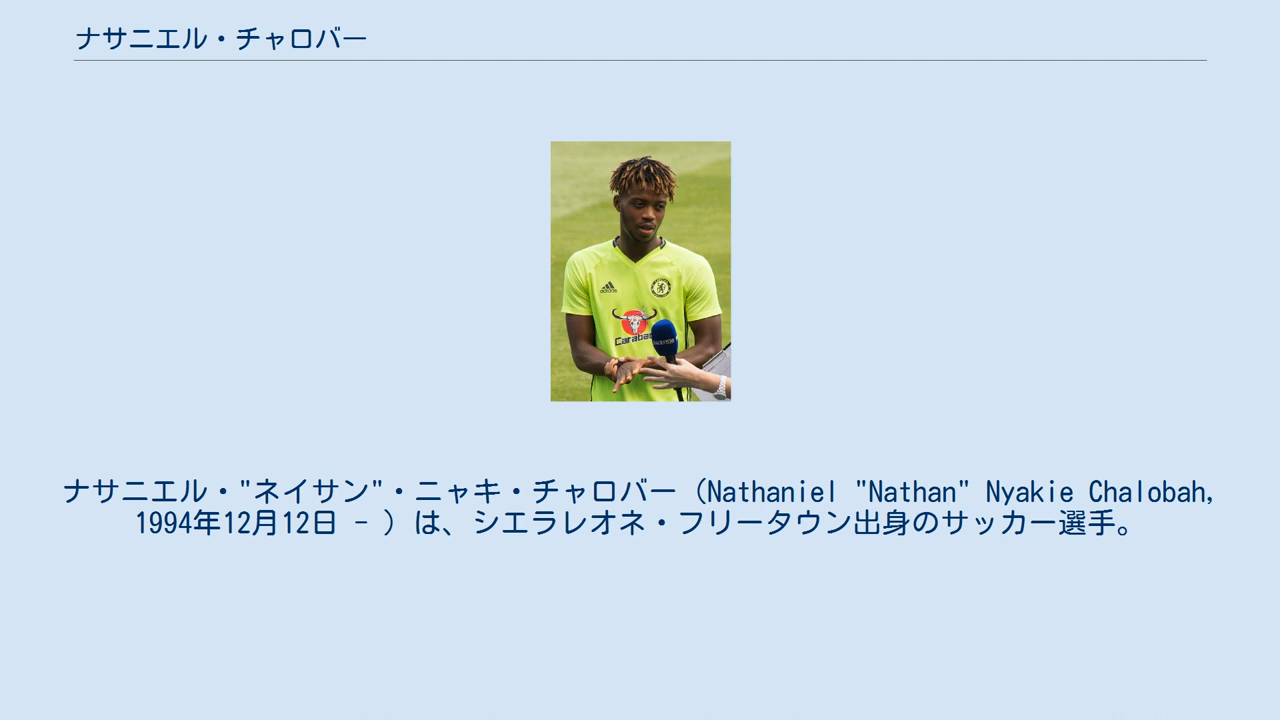 ナサニエル・チャロバー
adidas
Caraba
ナサニエル・"ネイサン"・ニャキ・チャロバー（Nathaniel "Nathan" Nyakie Chalobah,
1994年12月12日 - ）は、シエラレオネ・フリータウン出身のサッカー選手。